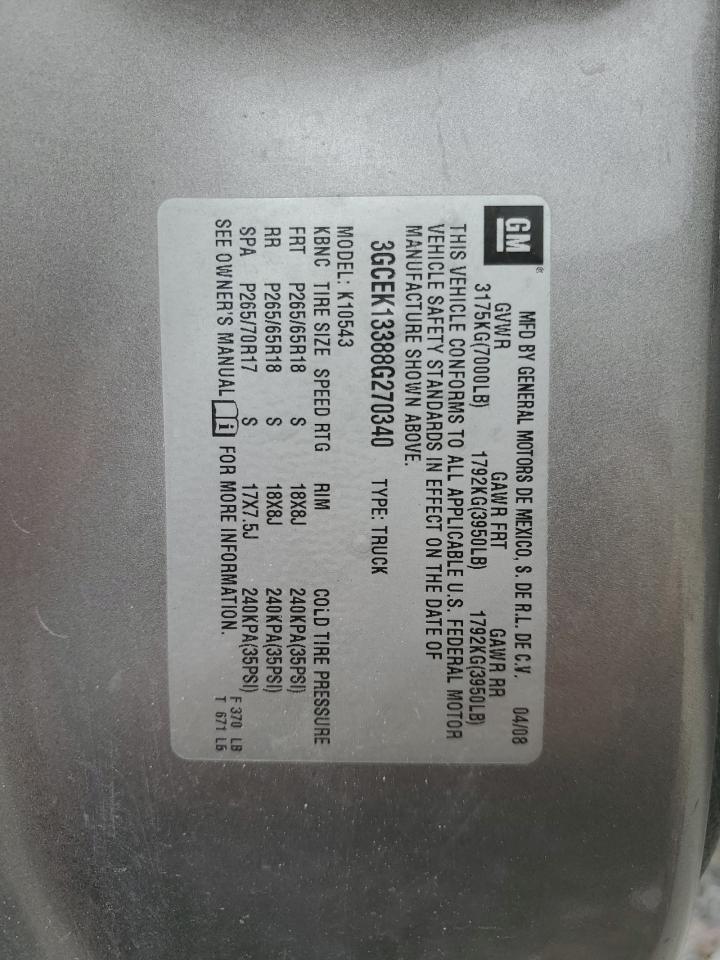 GM ®
MFD BY GENERAL MOTORS DE MEXICO, S. DE R.L. DE C.V. 04/08
GVWR GAWR FRT GAWR RR
3175KG(7000LB) 1792KG(3950LB) 1792KG(3950LB)
THIS VEHICLE CONFORMS TO ALL APPLICABLE U.S. FEDERAL MOTOR
VEHICLE SAFETY STANDARDS IN EFFECT ON THE DATE OF
MANUFACTURE SHOWN ABOVE.
3GCEK13388G270340 TYPE: TRUCK
MODEL: K10543
KBNC TIRE SIZE SPEED RTG RIM COLD TIRE PRESSURE
FRT P265/65R18 S 18X8J 240KPA(35PSI)
RR P265/65R18 S 18X8J 240KPA(35PSI)
SPA P265/70R17 S 17X7.5J 240KPA(35PSI)
SEE OWNER'S MANUAL i FOR MORE INFORMATION.
F 370 LB
T 671 LB